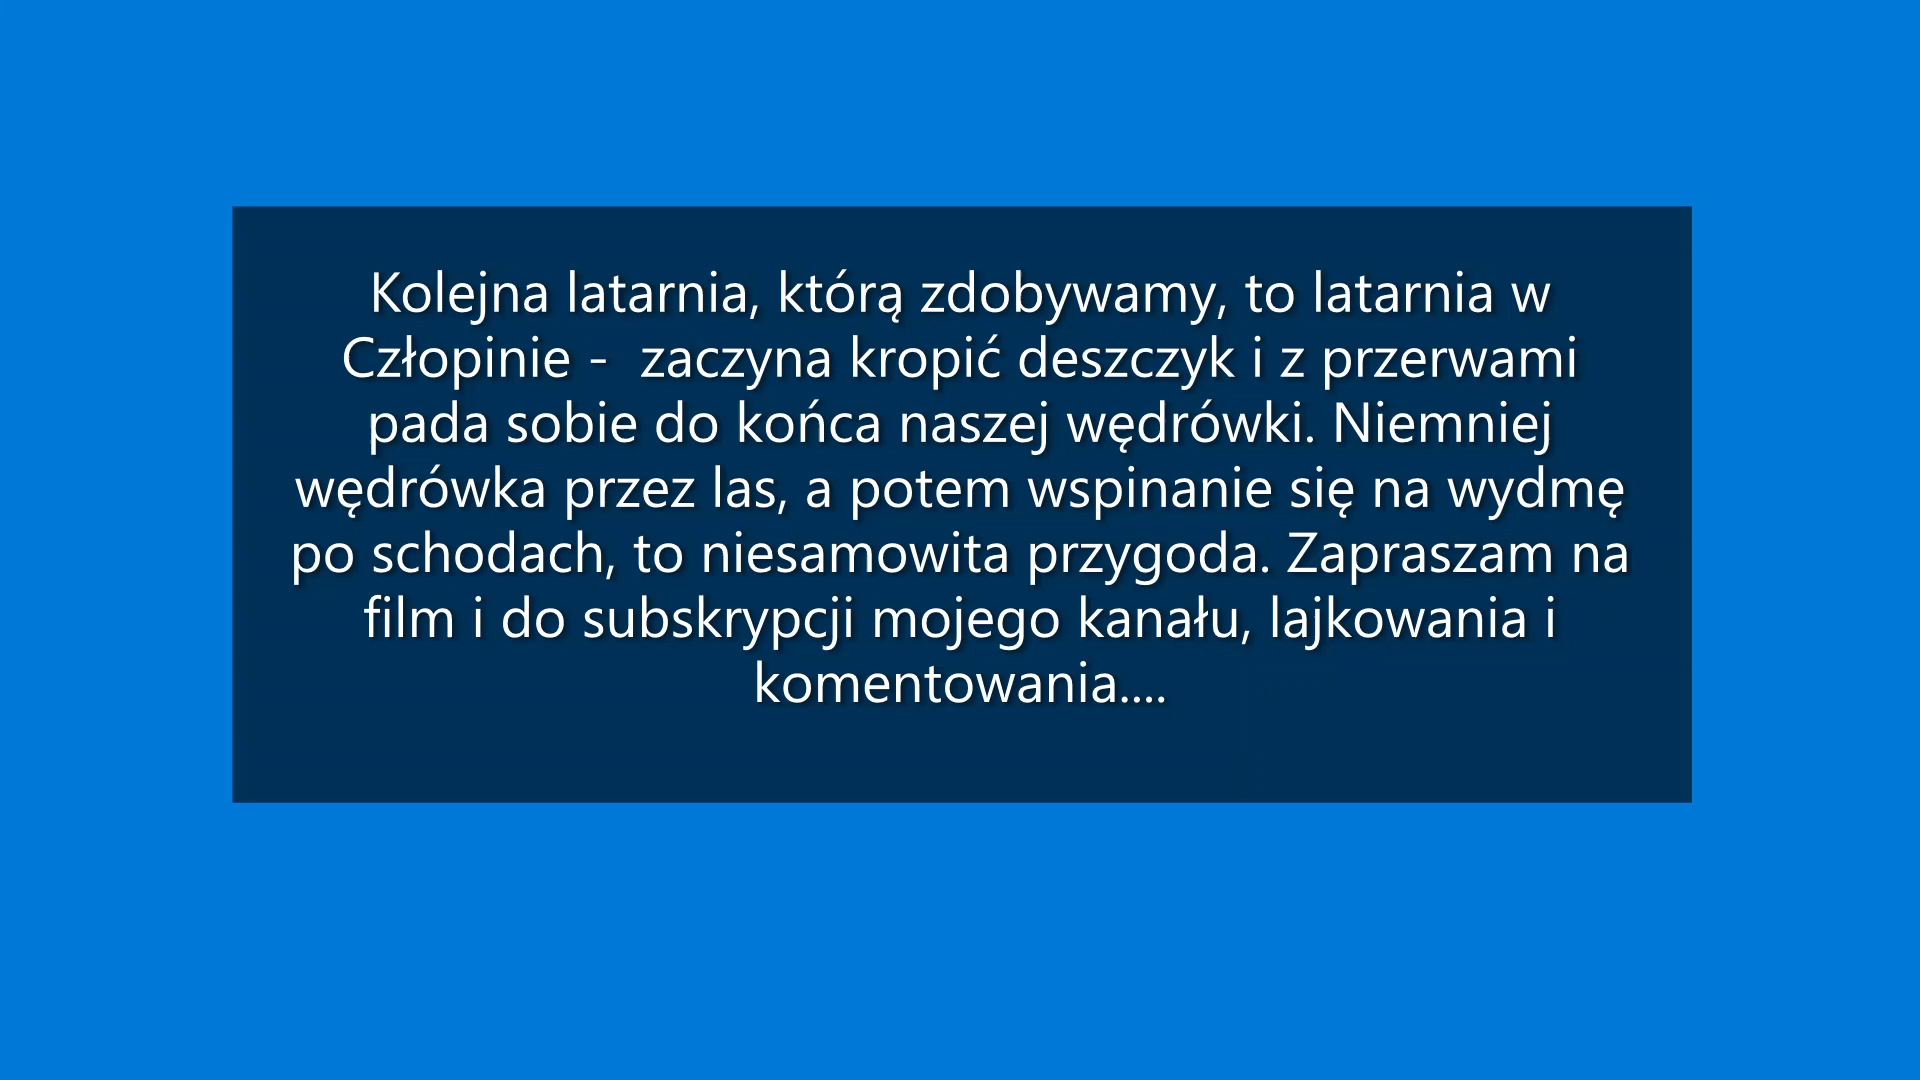 Kolejna latarnia, którą zdobywamy, to latarnia w
Człopinie -  zaczyna kropić deszczyk i z przerwami
pada sobie do końca naszej wędrówki. Niemniej
wędrówka przez las, a potem wspinanie się na wydmę
po schodach, to niesamowita przygoda. Zapraszam na
film i do subskrypcji mojego kanału, lajkowania i
komentowania....